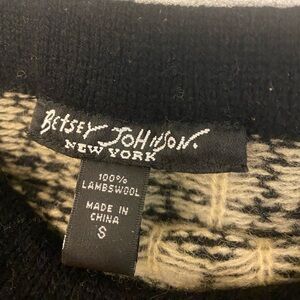 BETSEY JOHNSON.
NEW YORK
100%
LAMBSWOOL
MADE IN
CHINA
S